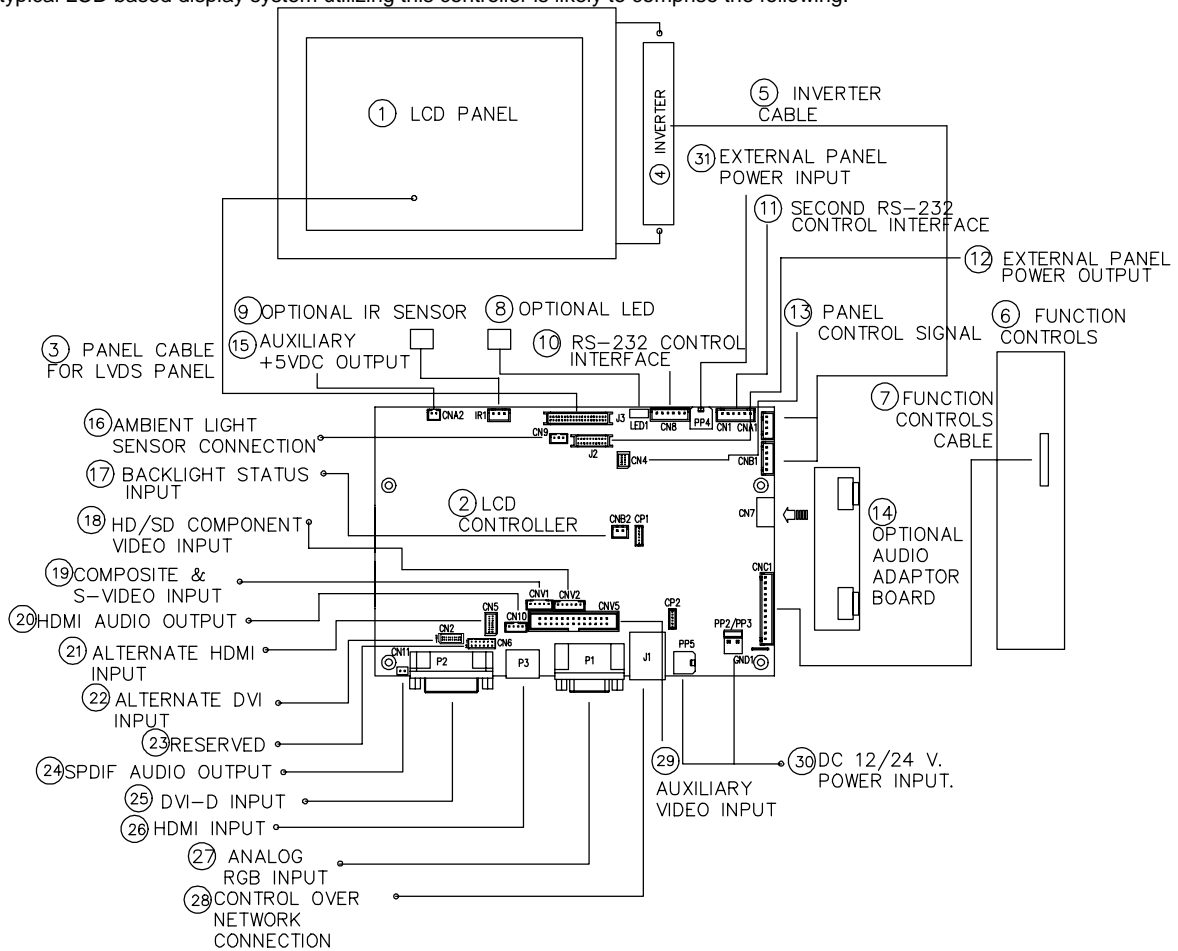 typical LCD based display system utilizing this controller is likely to comprise the following:
1 LCD PANEL
4 INVERTER
5 INVERTER
CABLE
31 EXTERNAL PANEL
POWER INPUT
11 SECOND RS-232
CONTROL INTERFACE
12 EXTERNAL PANEL
POWER OUTPUT
9 OPTIONAL IR SENSOR
8 OPTIONAL LED
13 PANEL
CONTROL SIGNAL
6 FUNCTION
CONTROLS
15 AUXILIARY
+5VDC OUTPUT
10 RS-232 CONTROL
INTERFACE
3 PANEL CABLE
FOR LVDS PANEL
7 FUNCTION
CONTROLS
CABLE
CNA2
IR1
J3
LED1
CN8
PP4
CN1
CNA1
16 AMBIENT LIGHT
SENSOR CONNECTION
CN9
J2
CN4
CNB1
17 BACKLIGHT STATUS
INPUT
2 LCD
CONTROLLER
CNB2
CP1
CN7
14
OPTIONAL
AUDIO
ADAPTOR
BOARD
18 HD/SD COMPONENT
VIDEO INPUT
19 COMPOSITE &
S-VIDEO INPUT
CNC1
CNV1
CNV2
CNV5
CP2
20 HDMI AUDIO OUTPUT
CN5
CN10
CN2
CN6
PP2/PP3
21 ALTERNATE HDMI
INPUT
CN11
P2
P3
P1
J1
PP5
GND1
22 ALTERNATE DVI
INPUT
23 RESERVED
24 SPDIF AUDIO OUTPUT
29
AUXILIARY
VIDEO INPUT
30 DC 12/24 V.
POWER INPUT.
25 DVI-D INPUT
26 HDMI INPUT
27 ANALOG
RGB INPUT
28 CONTROL OVER
NETWORK
CONNECTION